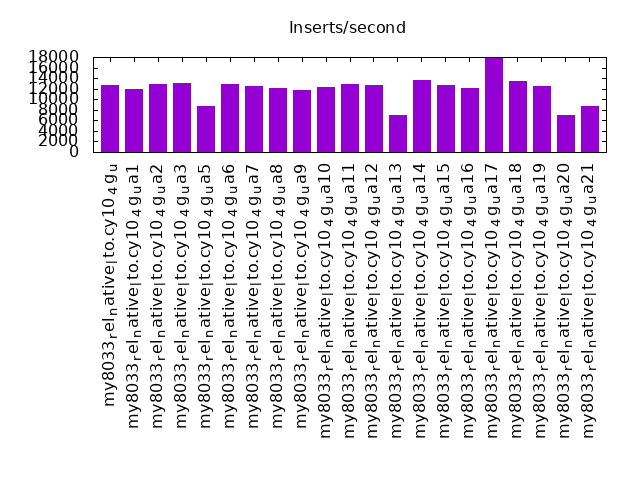 Inserts/second
18000
16000
14000
12000
10000
8000
6000
4000
2000
0
my8033_rel_native_lto.cy10_4g_u
my8033_rel_native_lto.cy10_4g_ua1
my8033_rel_native_lto.cy10_4g_ua2
my8033_rel_native_lto.cy10_4g_ua3
my8033_rel_native_lto.cy10_4g_ua5
my8033_rel_native_lto.cy10_4g_ua6
my8033_rel_native_lto.cy10_4g_ua7
my8033_rel_native_lto.cy10_4g_ua8
my8033_rel_native_lto.cy10_4g_ua9
my8033_rel_native_lto.cy10_4g_ua10
my8033_rel_native_lto.cy10_4g_ua11
my8033_rel_native_lto.cy10_4g_ua12
my8033_rel_native_lto.cy10_4g_ua13
my8033_rel_native_lto.cy10_4g_ua14
my8033_rel_native_lto.cy10_4g_ua15
my8033_rel_native_lto.cy10_4g_ua16
my8033_rel_native_lto.cy10_4g_ua17
my8033_rel_native_lto.cy10_4g_ua18
my8033_rel_native_lto.cy10_4g_ua19
my8033_rel_native_lto.cy10_4g_ua20
my8033_rel_native_lto.cy10_4g_ua21